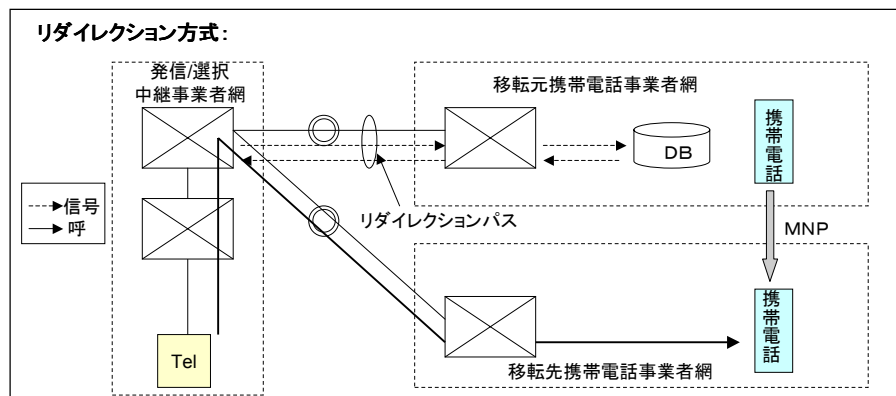 リダイレクション方式：
発信/選択
中継事業者網
移転元携帯電話事業者網
携帯電話
DB
信号
呼
リダイレクションパス
MNP
Tel
携帯電話
移転先携帯電話事業者網